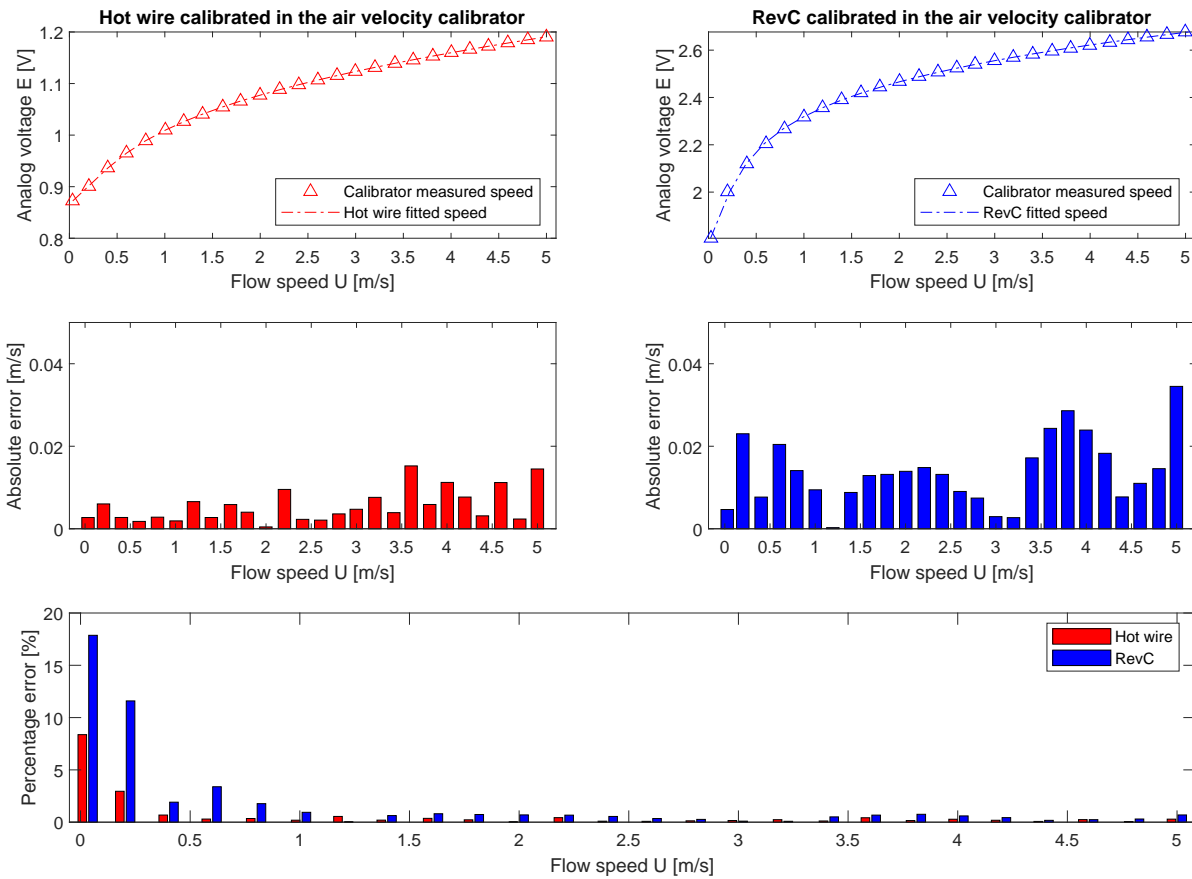 Hot wire calibrated in the air velocity calibrator
Analog voltage E [V]
1.2
1.1
1
0.9
0.8
Calibrator measured speed
Hot wire fitted speed
0 0.5 1 1.5 2 2.5 3 3.5 4 4.5 5
Flow speed U [m/s]
RevC calibrated in the air velocity calibrator
Analog voltage E [V]
2.6
2.4
2.2
2
Calibrator measured speed
RevC fitted speed
0 0.5 1 1.5 2 2.5 3 3.5 4 4.5 5
Flow speed U [m/s]
Absolute error [m/s]
0.04
0.02
0
0 0.5 1 1.5 2 2.5 3 3.5 4 4.5 5
Flow speed U [m/s]
Absolute error [m/s]
0.04
0.02
0
0 0.5 1 1.5 2 2.5 3 3.5 4 4.5 5
Flow speed U [m/s]
Percentage error [%]
20
15
10
5
0
Hot wire
RevC
0 0.5 1 1.5 2 2.5 3 3.5 4 4.5 5
Flow speed U [m/s]